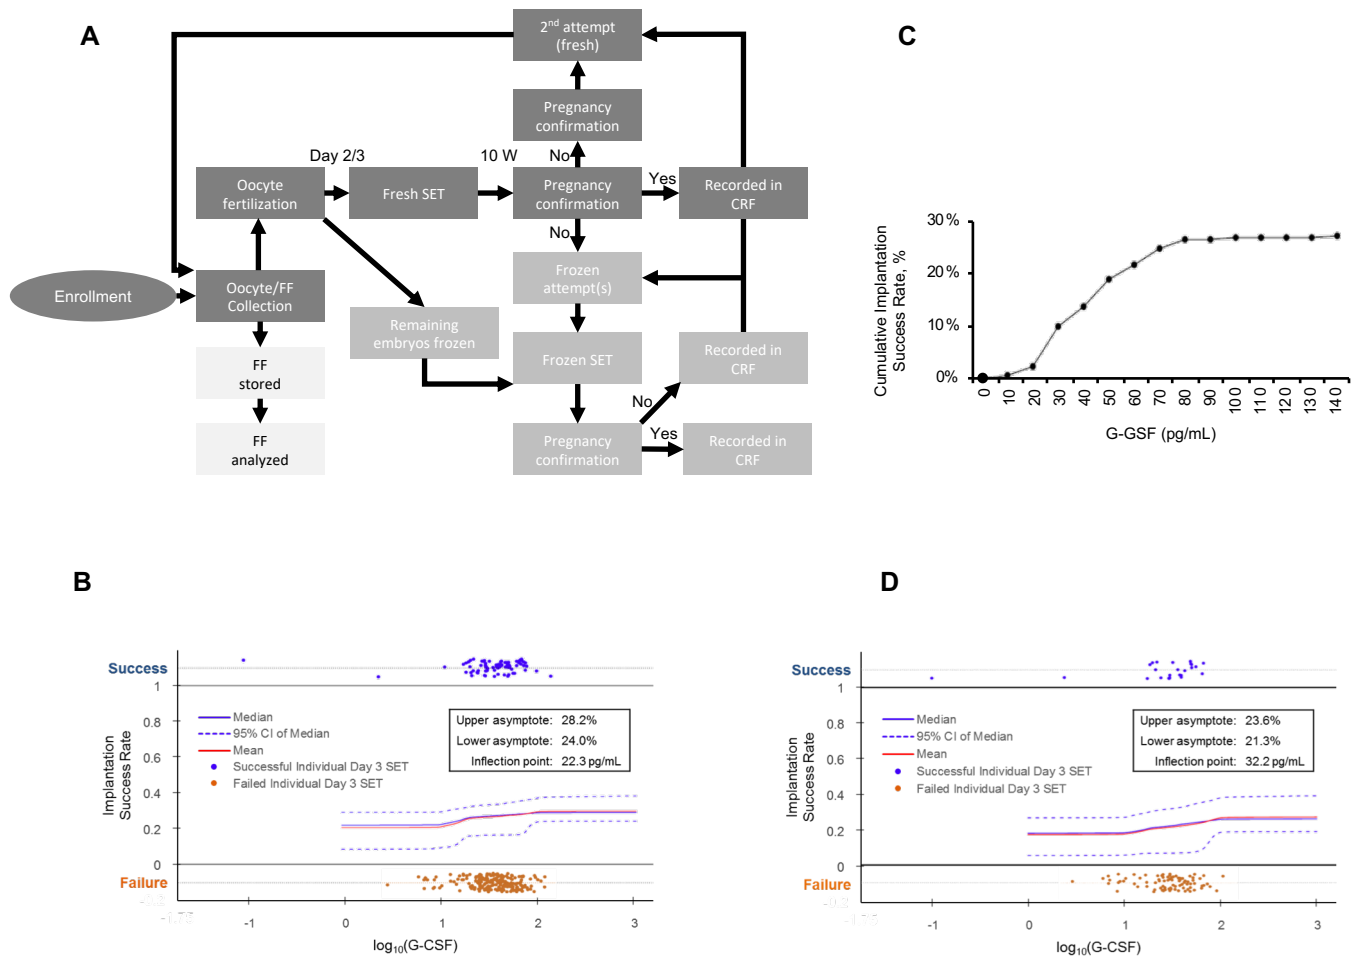 A
2nd attempt
(fresh)
Pregnancy
confirmation
Day 2/3
10 W
No
Oocyte
fertilization
Fresh SET
Pregnancy
confirmation
Yes
Recorded in
CRF
No
Enrollment
Oocyte/FF
Collection
Frozen
attempt(s)
Remaining
embryos frozen
FF
stored
Frozen SET
Recorded in
CRF
No
FF
analyzed
Pregnancy
confirmation
Yes
Recorded in
CRF
C
Cumulative Implantation
Success Rate, %
30%
20%
10%
0%
0 10 20 30 40 50 60 70 80 90 100 110 120 130 140
G-GSF (pg/mL)
B
Success
1
0.8
0.6
0.4
0.2
0
Implantation
Success Rate
Median
95% CI of Median
Mean
Successful Individual Day 3 SET
Failed Individual Day 3 SET
Upper asymptote: 28.2%
Lower asymptote: 24.0%
Inflection point: 22.3 pg/mL
Failure
-0.2
-1.75
-1 0 1 2 3
log10(G-CSF)
D
Success
1
0.8
0.6
0.4
0.2
0
Implantation
Success Rate
Median
95% CI of Median
Mean
Successful Individual Day 3 SET
Failed Individual Day 3 SET
Upper asymptote: 23.6%
Lower asymptote: 21.3%
Inflection point: 32.2 pg/mL
Failure
-0.2
-1.75
-1 0 1 2 3
log10(G-CSF)